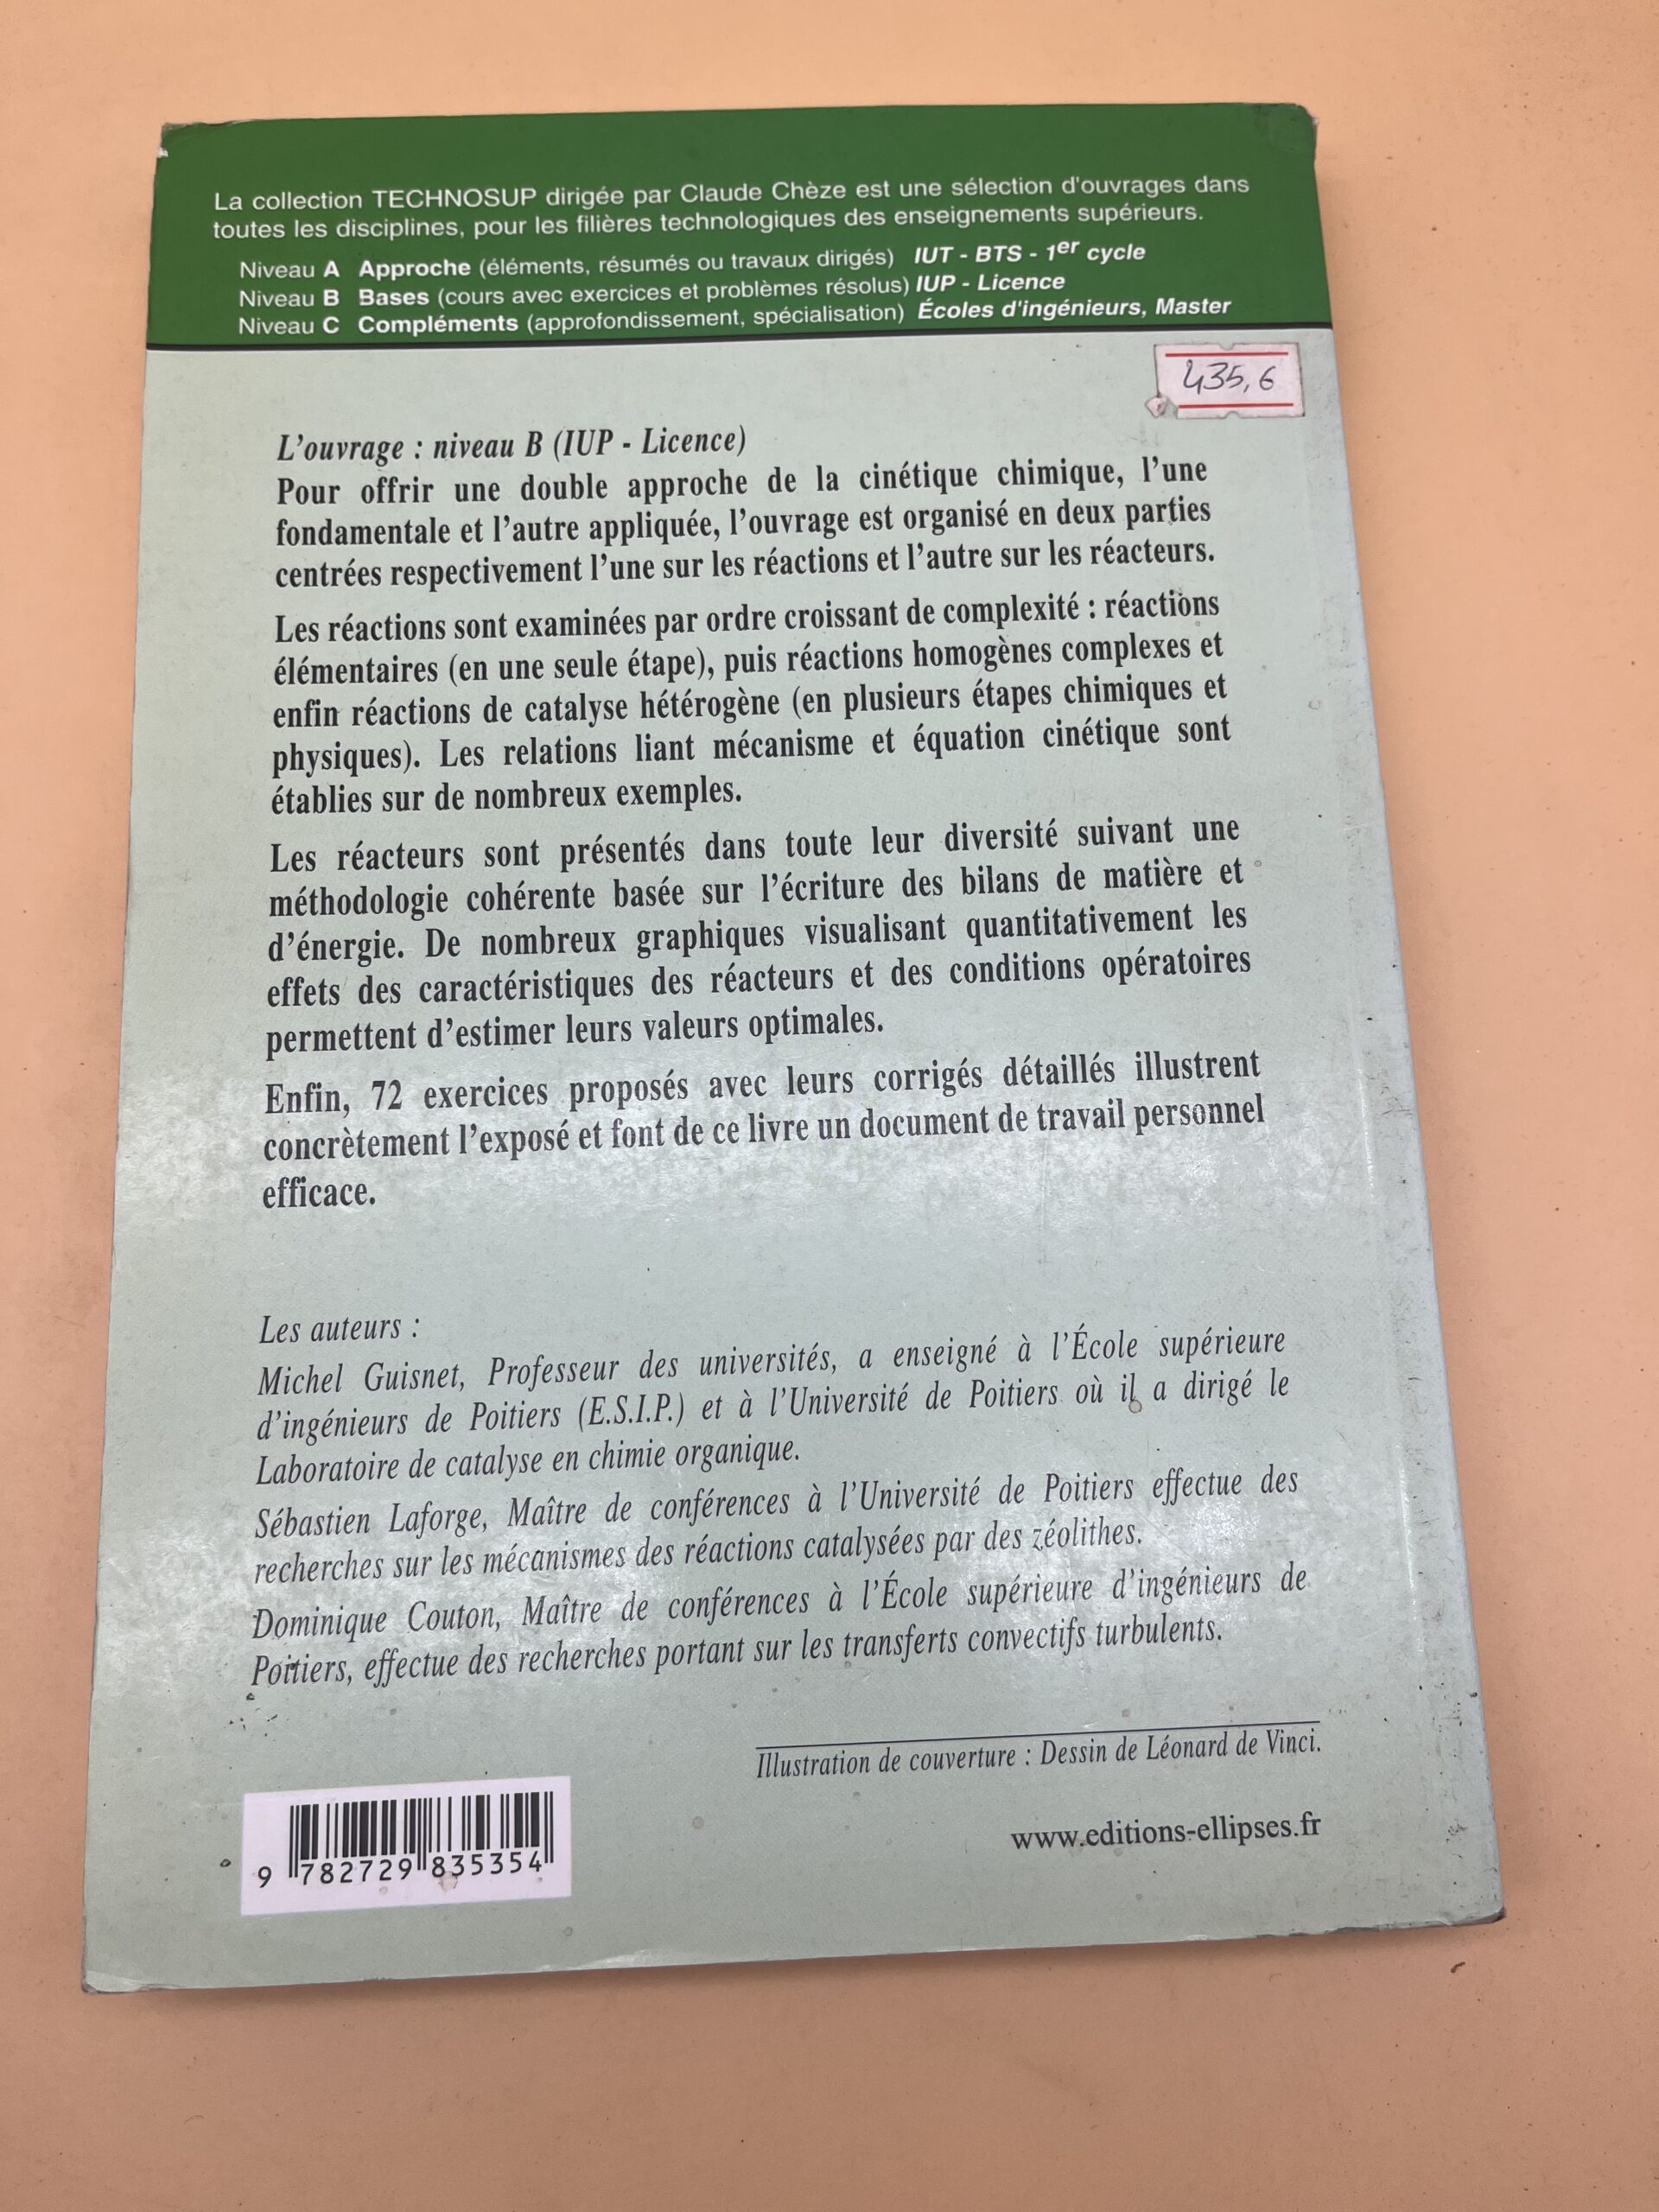 La collection TECHNOSUP dirigée par Claude Chèze est une sélection d'ouvrages dans
toutes les disciplines, pour les filières technologiques des enseignements supérieurs.
Niveau A Approche (éléments, résumés ou travaux dirigés) IUT - BTS - 1er cycle
Niveau B Bases (cours avec exercices et problèmes résolus) IUP - Licence
Niveau C Compléments (approfondissement, spécialisation) Écoles d'ingénieurs, Master
435,6
L'ouvrage : niveau B (IUP - Licence)
Pour offrir une double approche de la cinétique chimique, l'une
fondamentale et l'autre appliquée, l'ouvrage est organisé en deux parties
centrées respectivement l'une sur les réactions et l'autre sur les réacteurs.
Les réactions sont examinées par ordre croissant de complexité : réactions
élémentaires (en une seule étape), puis réactions homogènes complexes et
enfin réactions de catalyse hétérogène (en plusieurs étapes chimiques et
physiques). Les relations liant mécanisme et équation cinétique sont
établies sur de nombreux exemples.
Les réacteurs sont présentés dans toute leur diversité suivant une
méthodologie cohérente basée sur l'écriture des bilans de matière et
d'énergie. De nombreux graphiques visualisant quantitativement les
effets des caractéristiques des réacteurs et des conditions opératoires
permettent d'estimer leurs valeurs optimales.
Enfin, 72 exercices proposés avec leurs corrigés détaillés illustrent
concrètement l'exposé et font de ce livre un document de travail personnel
efficace.
Les auteurs :
Michel Guisnet, Professeur des universités, a enseigné à l'École supérieure
d'ingénieurs de Poitiers (E.S.I.P.) et à l'Université de Poitiers où il a dirigé le
Laboratoire de catalyse en chimie organique.
Sébastien Laforge, Maître de conférences à l'Université de Poitiers effectue des
recherches sur les mécanismes des réactions catalysées par des zéolithes.
Dominique Couton, Maître de conférences à l'École supérieure d'ingénieurs de
Poitiers, effectue des recherches portant sur les transferts convectifs turbulents.
Illustration de couverture : Dessin de Léonard de Vinci.
www.editions-ellipses.fr
9 782729 835354